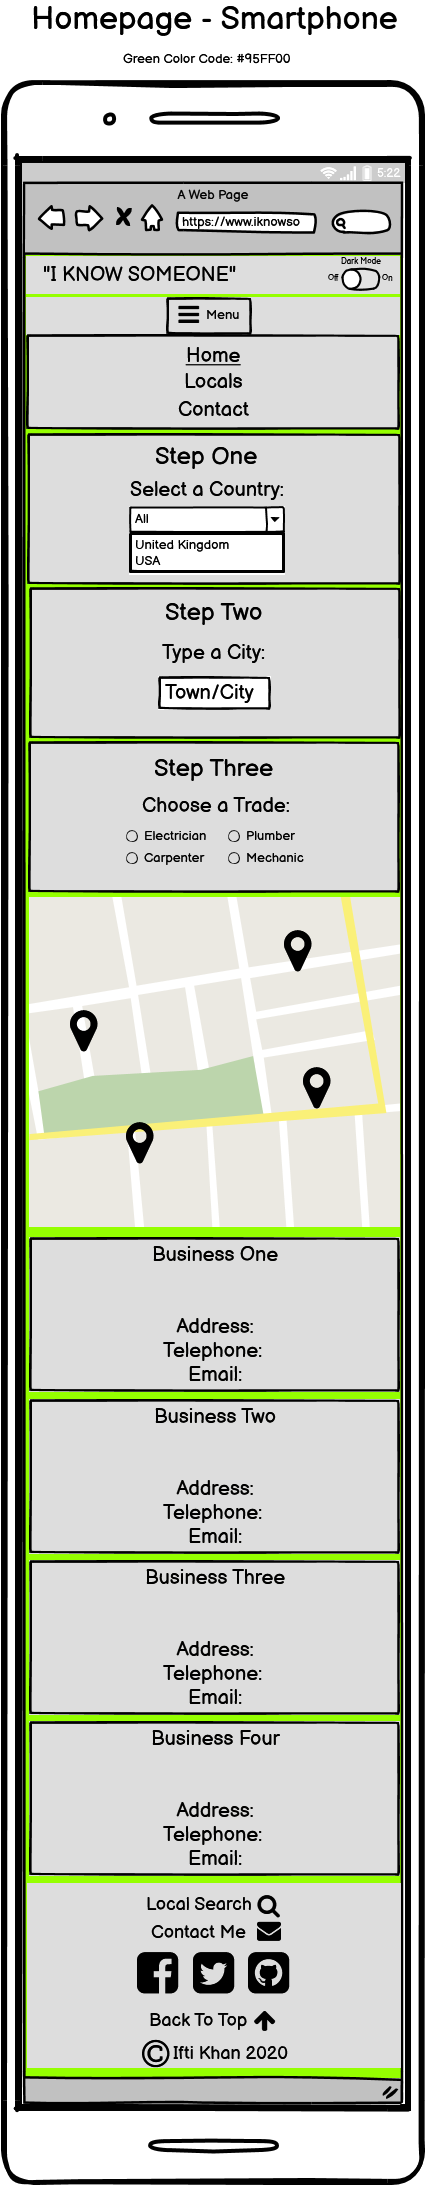 Homepage - Smartphone
Green Color Code: #95FF00
5:22
A Web Page
https://www.iknowso
"I KNOW SOMEONE"
Dark Mode
Off On
Menu
Home
Locals
Contact
Step One
Select a Country:
All
United Kingdom
USA
Step Two
Type a City:
Town/City
Step Three
Choose a Trade:
Electrician Plumber
Carpenter Mechanic
Business One
Address:
Telephone:
Email:
Business Two
Address:
Telephone:
Email:
Business Three
Address:
Telephone:
Email:
Business Four
Address:
Telephone:
Email:
Local Search
Contact Me
Back To Top
© Ifti Khan 2020